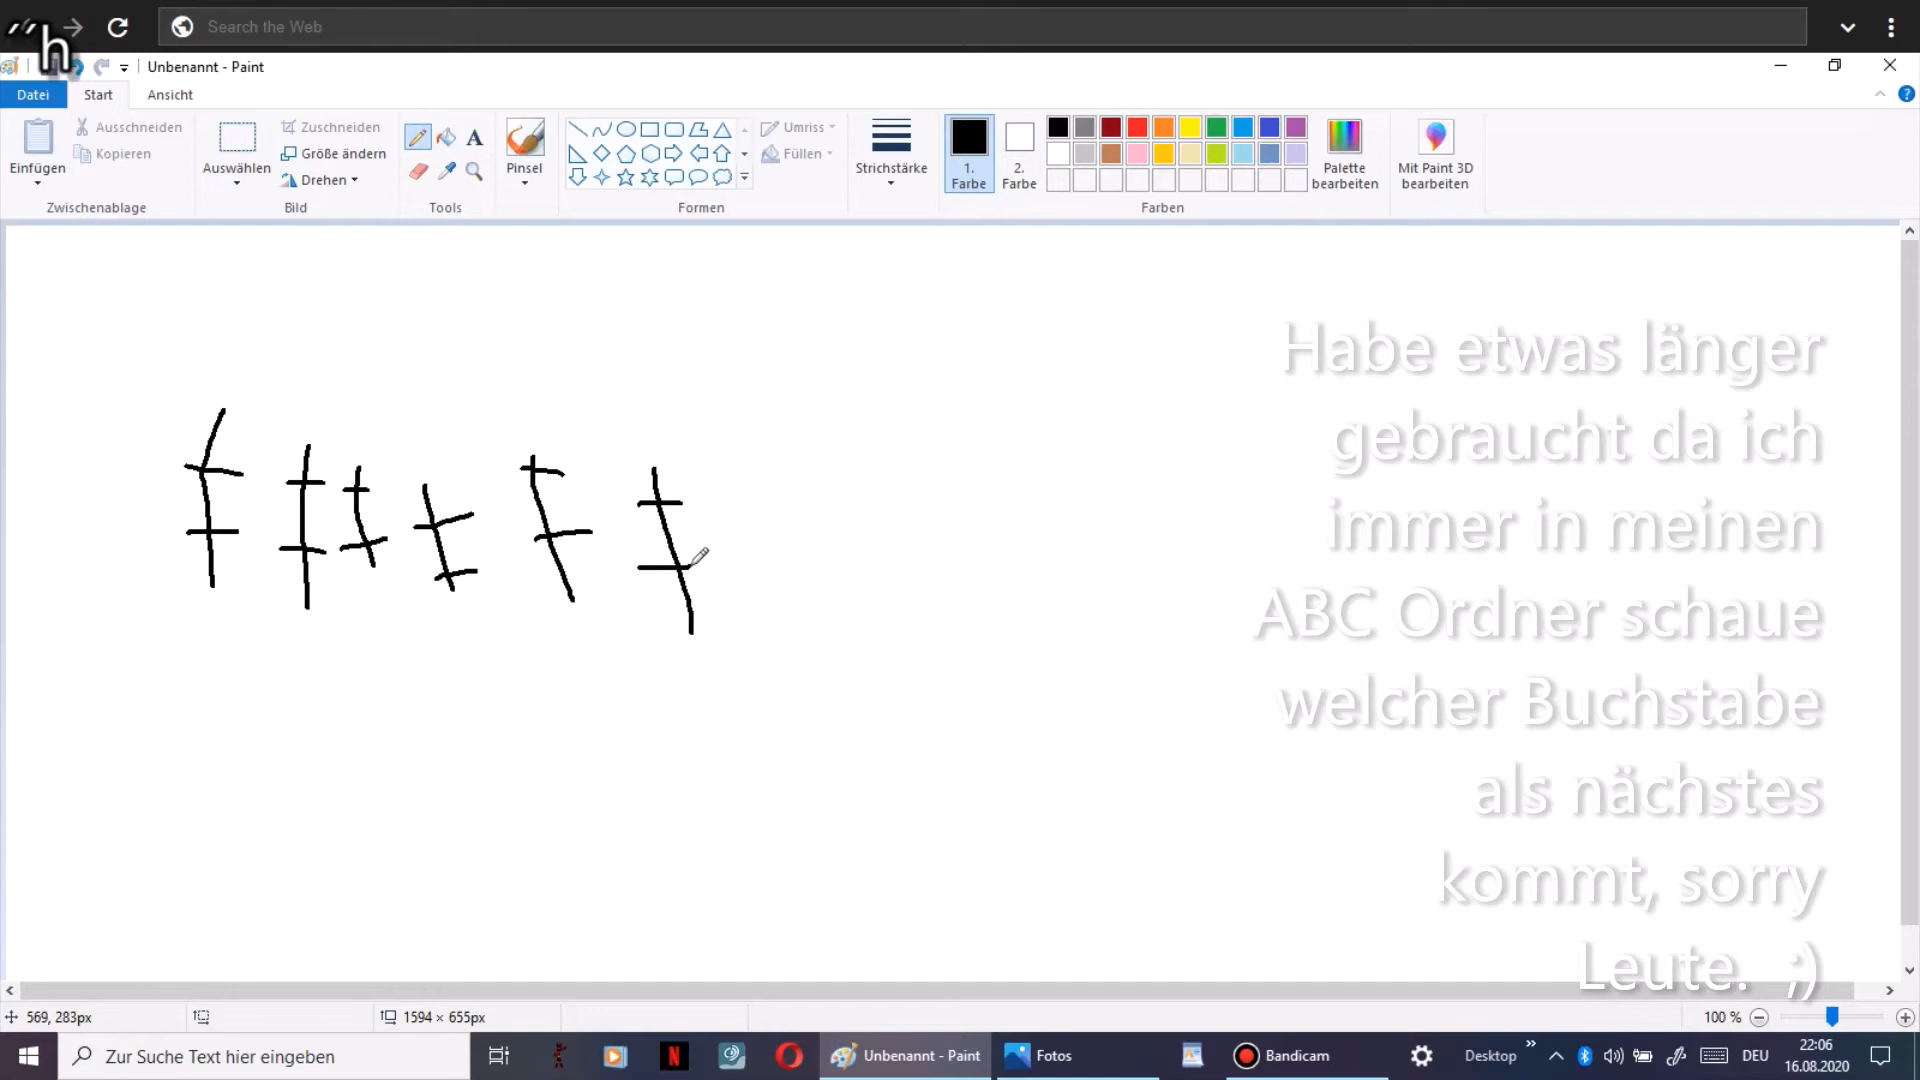 "h
Search the Web
Unbenannt - Paint
Datei Start Ansicht
Einfügen
Ausschneiden
Kopieren
Zwischenablage
Auswählen
Zuschneiden
Größe ändern
Drehen
Bild
A
Tools
Pinsel
Umriss
Füllen
Formen
Strichstärke
1.
Farbe
2.
Farbe
Palette
bearbeiten
Farben
Mit Paint 3D
bearbeiten
Habe etwas länger
gebraucht da ich
immer in meinen
ABC Ordner schaue
welcher Buchstabe
als nächstes
kommt, sorry
Leute. ;)
569, 283px
1594 × 655px
100 %
Zur Suche Text hier eingeben
N
Unbenannt - Paint
Fotos
Bandicam
Desktop
DEU
22:06
16.08.2020